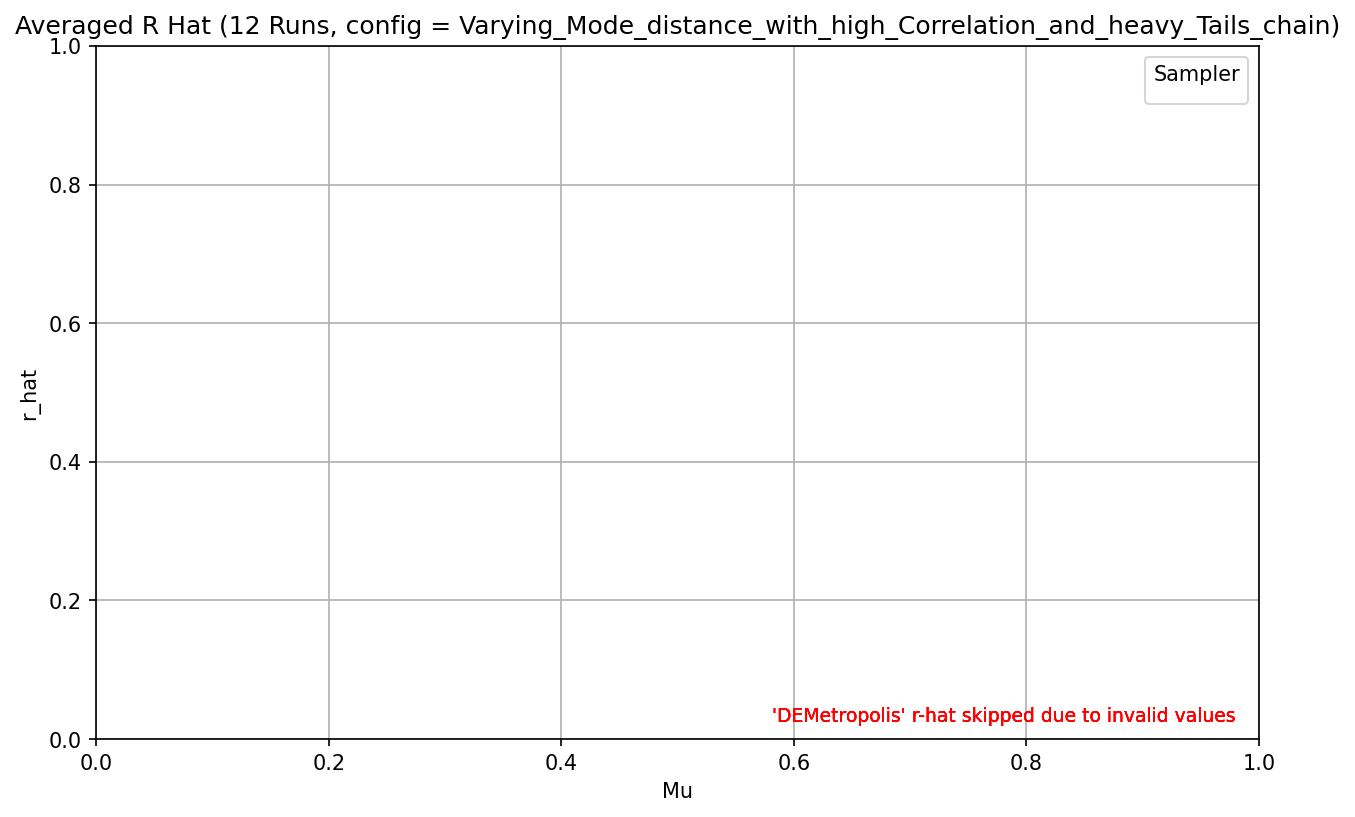 Averaged R Hat (12 Runs, config = Varying_Mode_distance_with_high_Correlation_and_heavy_Tails_chain)
Sampler
1.0
0.8
0.6
0.4
0.2
0.0
r_hat
'DEMetropolis' r-hat skipped due to invalid values
0.0 0.2 0.4 0.6 0.8 1.0
Mu